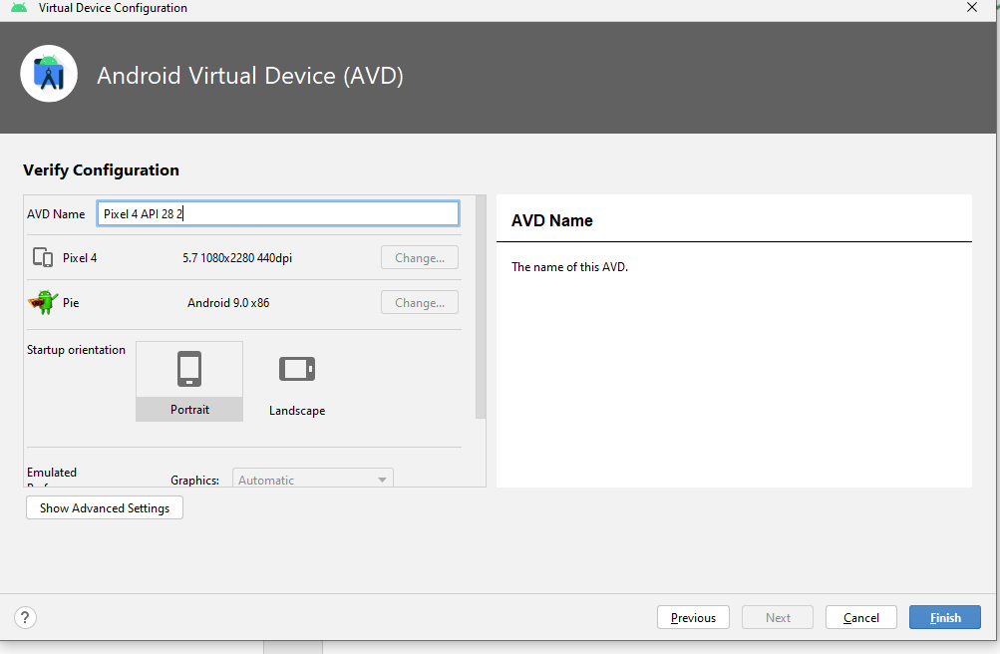 Virtual Device Configuration
Android Virtual Device (AVD)
Verify Configuration
AVD Name
Pixel 4 API 28 2
Pixel 4
5.7 1080x2280 440dpi
Change...
Pie
Android 9.0 x86
Change...
Startup orientation
Portrait
Landscape
Emulated
Graphics:
Automatic
Show Advanced Settings
AVD Name
The name of this AVD.
?
Previous
Next
Cancel
Finish